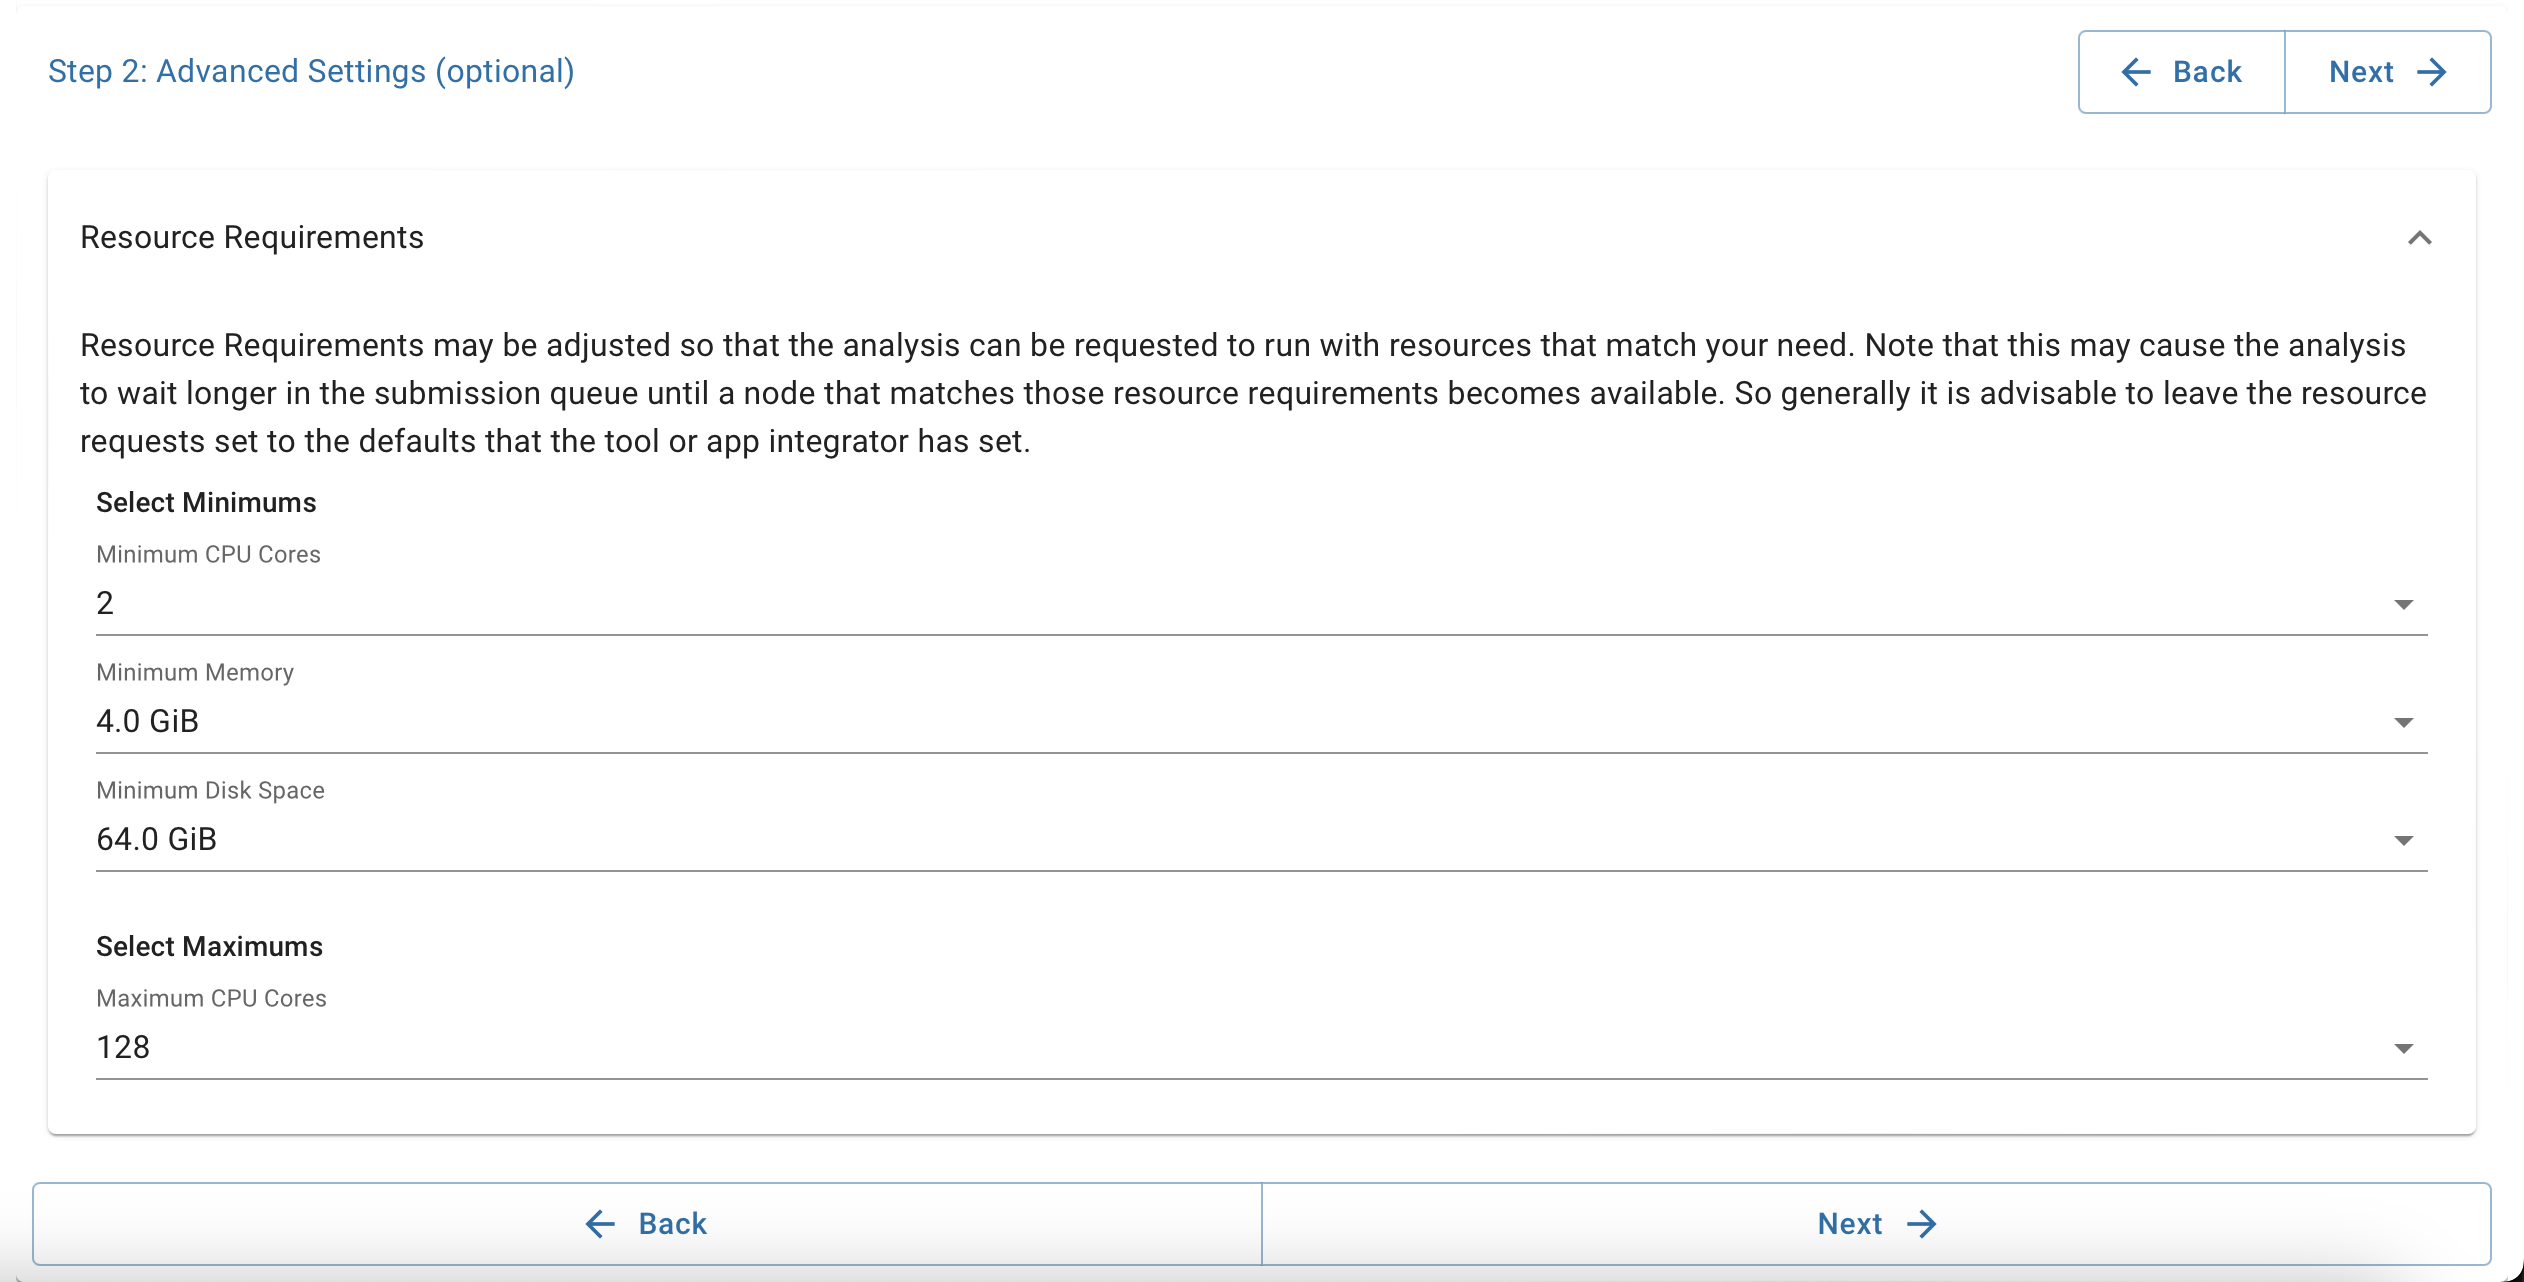 Step 2: Advanced Settings (optional)
Back
Next
Resource Requirements
Resource Requirements may be adjusted so that the analysis can be requested to run with resources that match your need. Note that this may cause the analysis
to wait longer in the submission queue until a node that matches those resource requirements becomes available. So generally it is advisable to leave the resource
requests set to the defaults that the tool or app integrator has set.
Select Minimums
Minimum CPU Cores
2
Minimum Memory
4.0 GiB
Minimum Disk Space
64.0 GiB
Select Maximums
Maximum CPU Cores
128
Back
Next